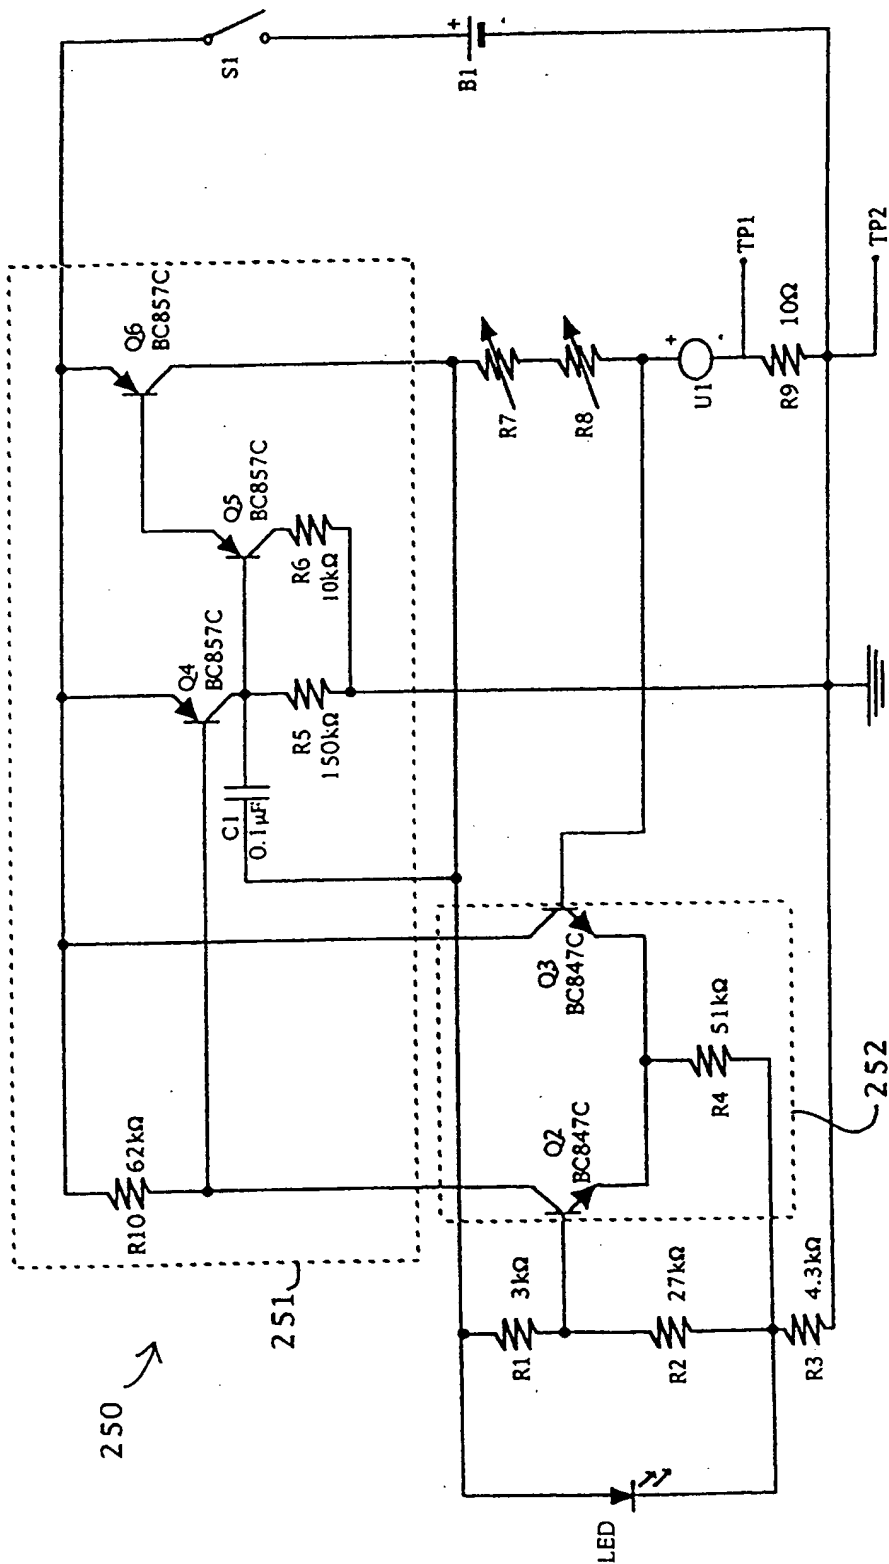 250
251
252
R10
62kΩ
Q4
BC857C
Q5
BC857C
Q6
BC857C
S1
+
B1
C1
0.1μF
R5
150kΩ
R6
10kΩ
Q2
BC847C
Q3
BC847C
R4
51kΩ
R1
3kΩ
R2
27kΩ
R3
4.3kΩ
LED
R7
R8
+
U1
R9
10Ω
TP1
TP2